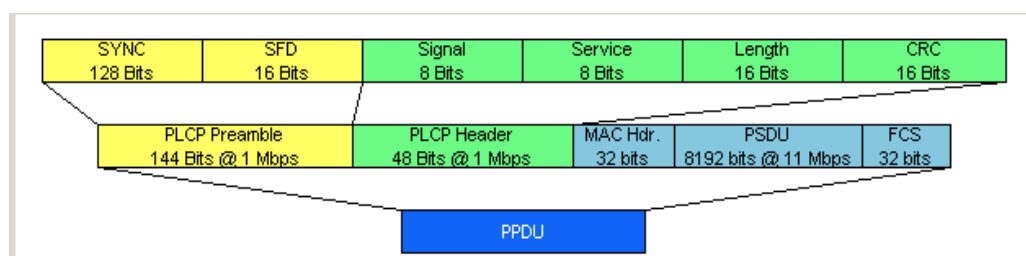 SYNC SFD Signal Service Length CRC
128 Bits 16 Bits 8 Bits 8 Bits 16 Bits 16 Bits
PLCP Preamble PLCP Header MAC Hdr. PSDU FCS
144 Bits @ 1 Mbps 48 Bits @ 1 Mbps 32 bits 8192 bits @ 11 Mbps 32 bits
PPDU